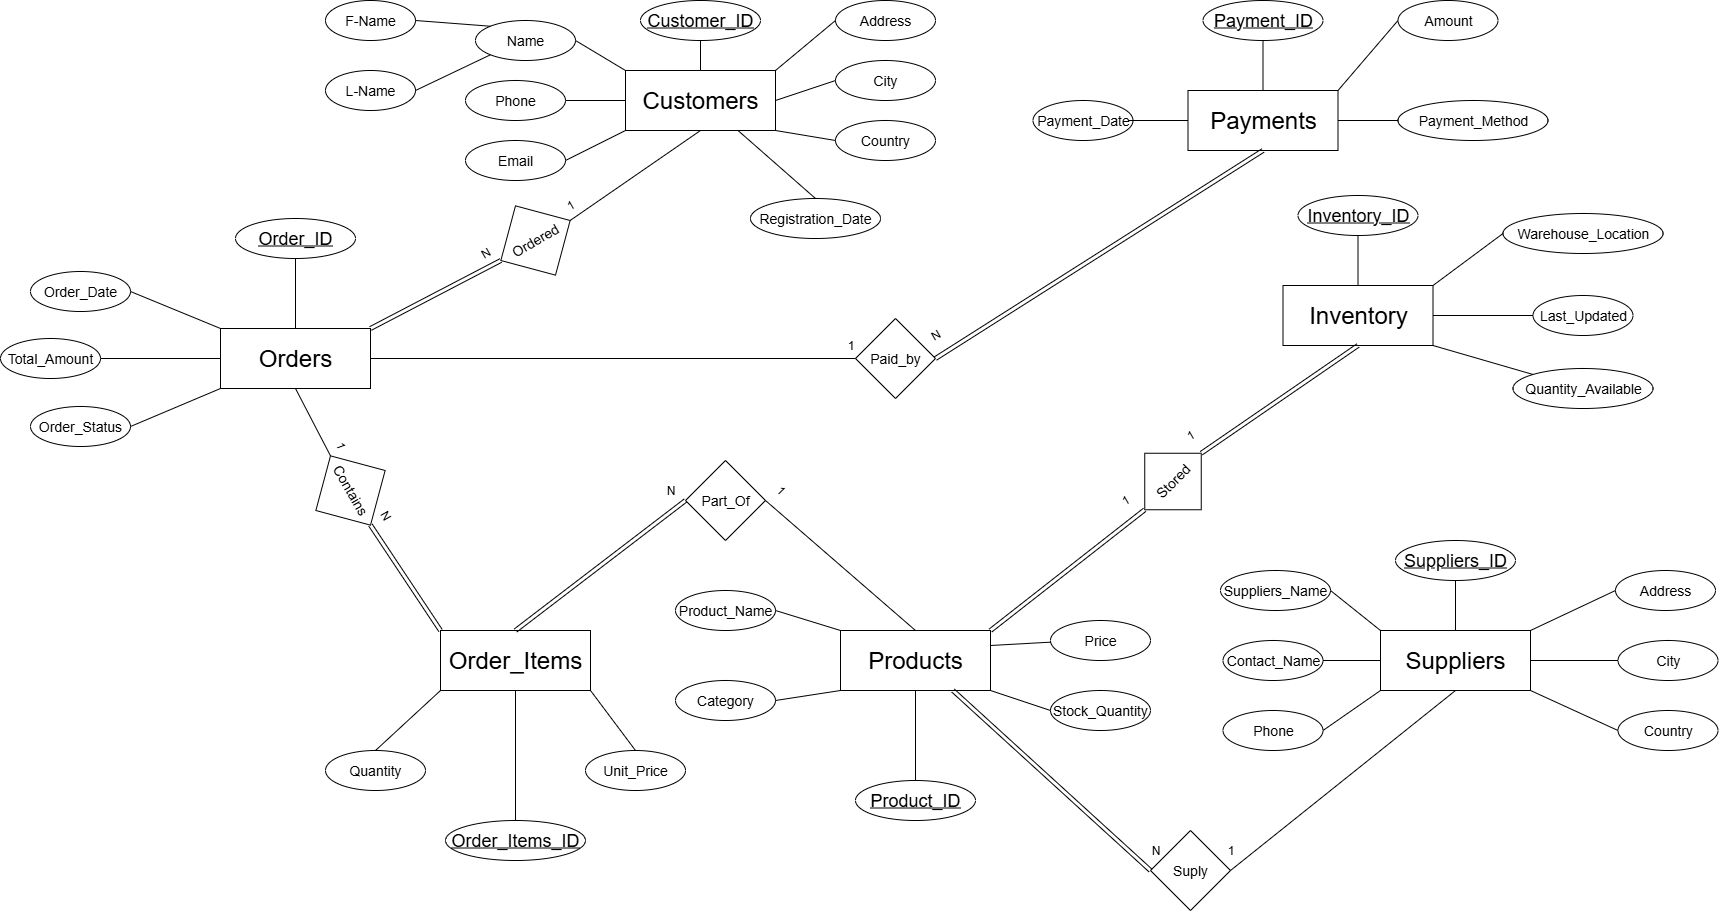 F-Name
Name
L-Name
Customer_ID
Address
Phone
Customers
City
Email
Country
Registration_Date
Payment_ID
Amount
Payment_Date
Payments
Payment_Method
1
Ordered
N
Order_ID
Order_Date
Total_Amount
Orders
Order_Status
1
Paid_by
N
Inventory_ID
Warehouse_Location
Inventory
Last_Updated
Quantity_Available
1
Contains
N
N
Part_Of
1
1
Stored
1
Suppliers_ID
Suppliers_Name
Address
Contact_Name
Suppliers
City
Phone
Country
Product_Name
Price
Order_Items
Products
Category
Stock_Quantity
Quantity
Unit_Price
Product_ID
Order_Items_ID
N
Suply
1